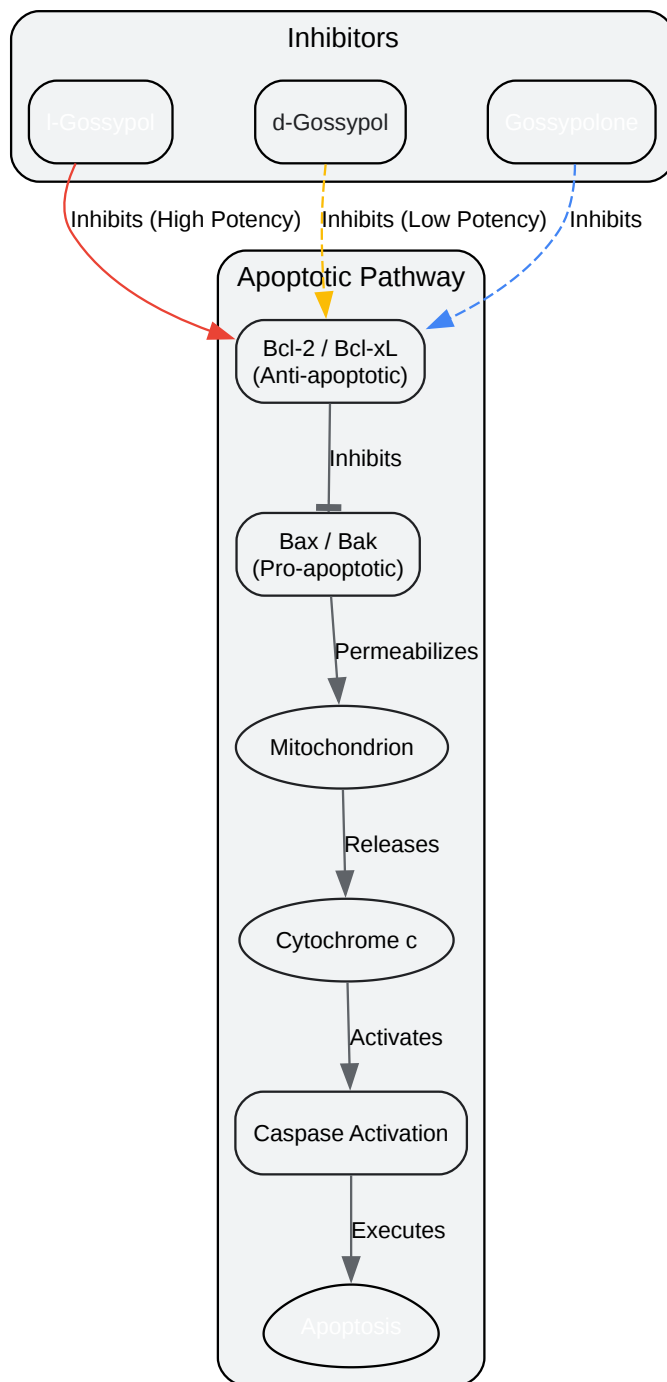 Inhibitors
l-Gossypol
d-Gossypol
Gossypolone
Inhibits (High Potency)
Inhibits (Low Potency)
Inhibits
Apoptotic Pathway
Bcl-2 / Bcl-xL
(Anti-apoptotic)
Inhibits
Bax / Bak
(Pro-apoptotic)
Permeabilizes
Mitochondrion
Releases
Cytochrome c
Activates
Caspase Activation
Executes
Apoptosis